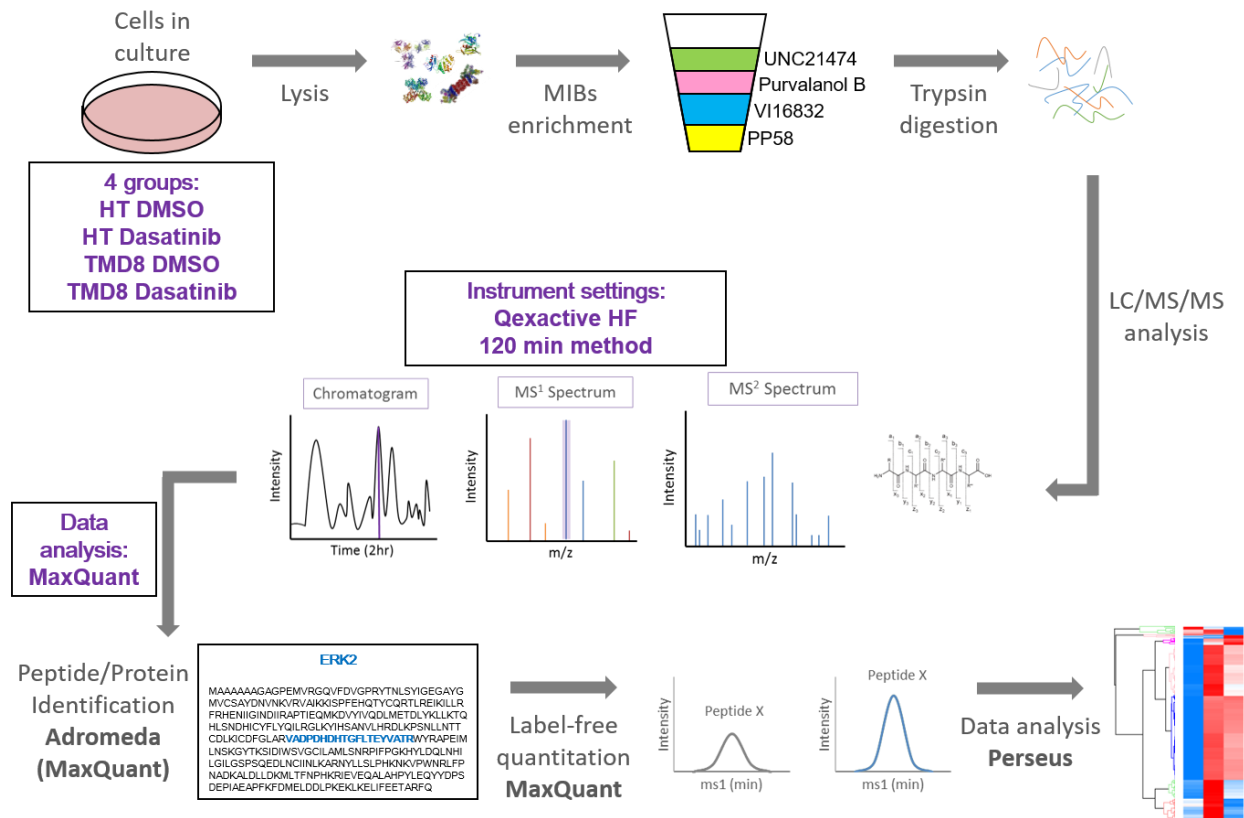 Cells in
culture
Lysis
MIBs
enrichment
UNC21474
Purvalanol B
VI16832
PP58
Trypsin
digestion
4 groups:
HT DMSO
HT Dasatinib
TMD8 DMSO
TMD8 Dasatinib
LC/MS/MS
analysis
Instrument settings:
Qexactive HF
120 min method
Chromatogram
Intensity
Time (2hr)
MS¹ Spectrum
Intensity
m/z
MS² Spectrum
Intensity
m/z
Data
analysis:
MaxQuant
Peptide/Protein
Identification
Adromeda
(MaxQuant)
ERK2
MAAAAAAGAGPEMVRGQVFDVGPRYTNLSYIGEGAYG
MVCSAYDNVNKVRVAIKKISPFEHQTYCQRTLREIKILLR
FRHENIIGINDIIRAPTIEQMKDVYIVQDLMETDLYKLLKTQ
HLSNDHICYFLYQILRGLKYIHSANVLHRDLKPSNLLNTT
CDLKICDFGLARVADPDHDHTGFLTEYVATRWYRAPEIM
LNSKGYTKSIDIWSVGCILAMLSNRPIFPGKHYLDQLNHI
LGILGSPSQEDLNCIINLKARNYLLSLPHKNKVPWNRLFP
NADKALDLLDKMLTFNPHKRIEVEQALAHPYLEQYYDPS
DEPIAEAPFKFDMELDDLPKEKLKELIFEETARFQ
Label-free
quantitation
MaxQuant
Peptide X
Intensity
ms1 (min)
Peptide X
Intensity
ms1 (min)
Data analysis
Perseus